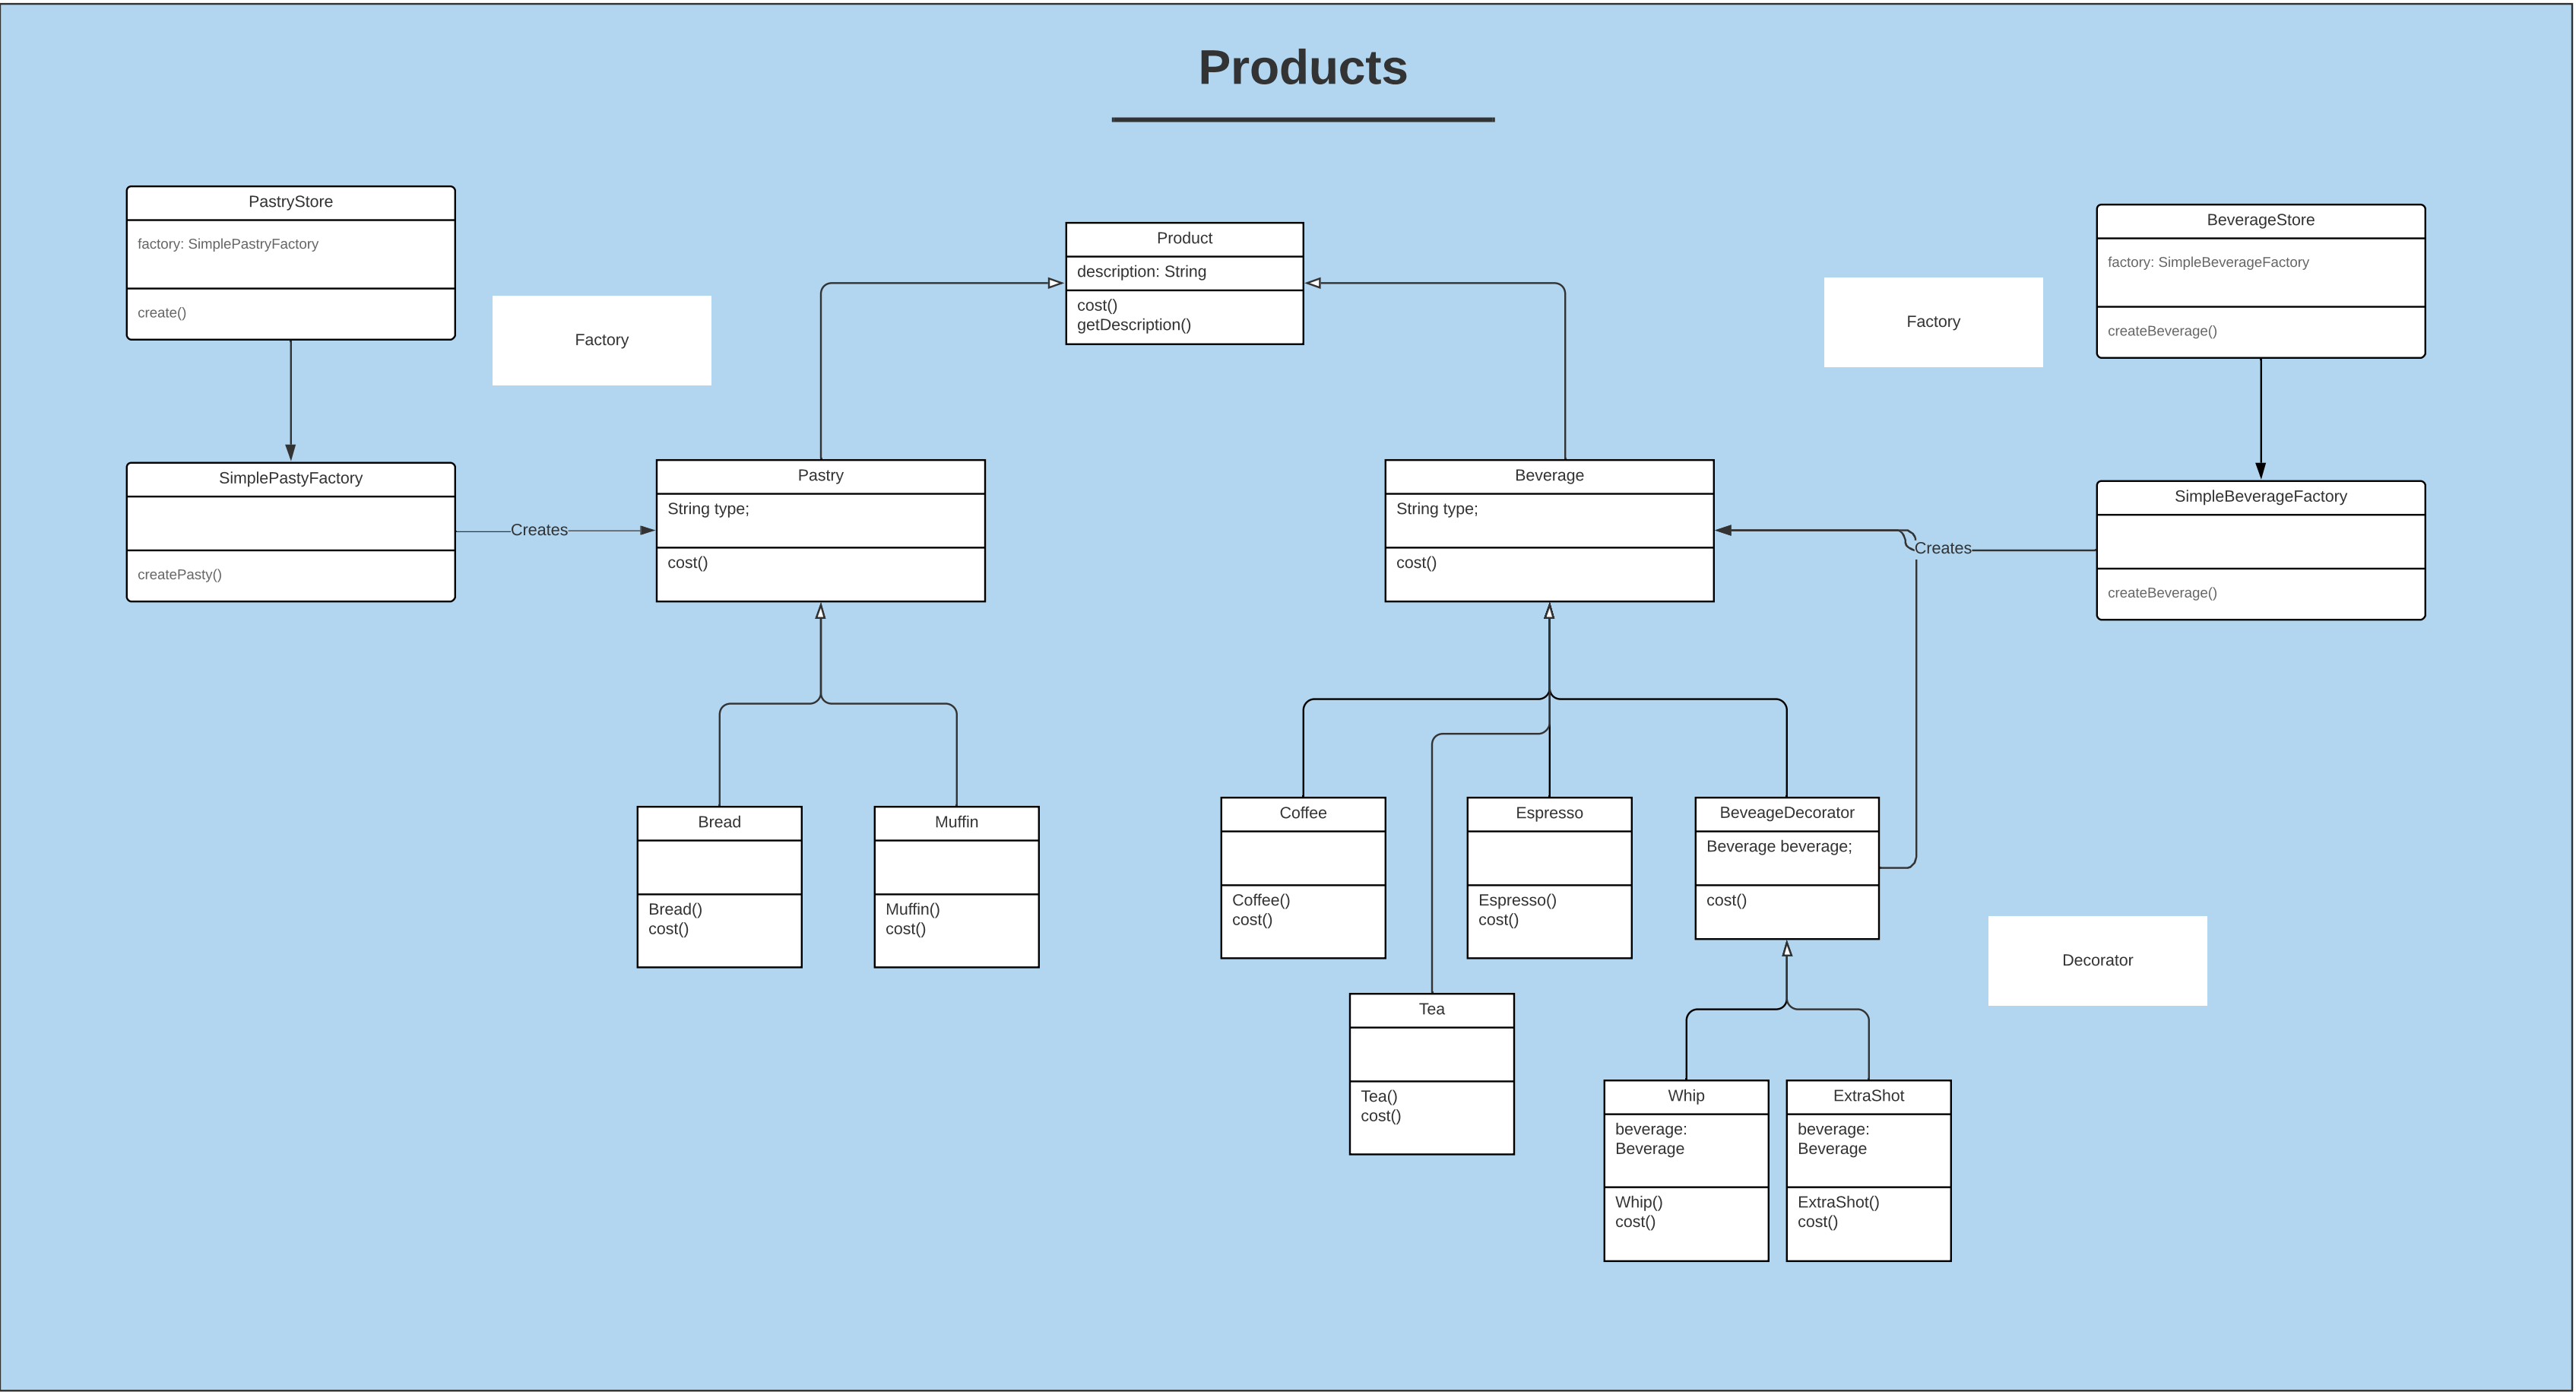 Products
PastryStore
factory: SimplePastryFactory
create()
Factory
Product
description: String
cost()
getDescription()
Factory
BeverageStore
factory: SimpleBeverageFactory
createBeverage()
SimplePastyFactory
createPasty()
Creates
Pastry
String type;
cost()
Beverage
String type;
cost()
Creates
SimpleBeverageFactory
createBeverage()
Bread
Bread()
cost()
Muffin
Muffin()
cost()
Coffee
Coffee()
cost()
Espresso
Espresso()
cost()
BeveageDecorator
Beverage beverage;
cost()
Decorator
Tea
Tea()
cost()
Whip
beverage:
Beverage
Whip()
cost()
ExtraShot
beverage:
Beverage
ExtraShot()
cost()